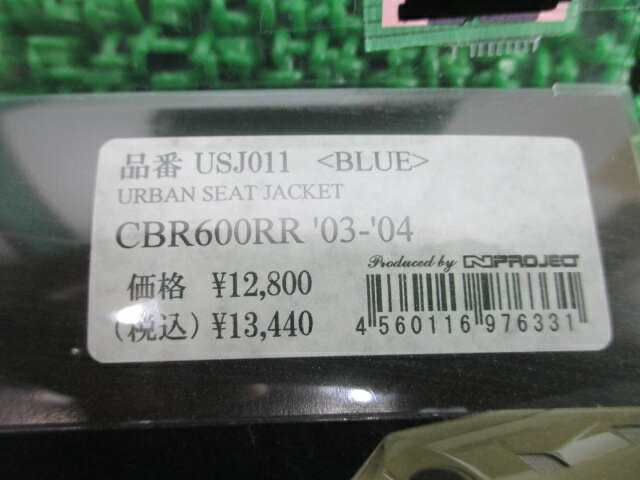 品番 USJ011 <BLUE>
URBAN SEAT JACKET
CBR600RR '03-'04
Produced by N PROJECT
価格 ¥12,800
(税込) ¥13,440
4 560116 976331